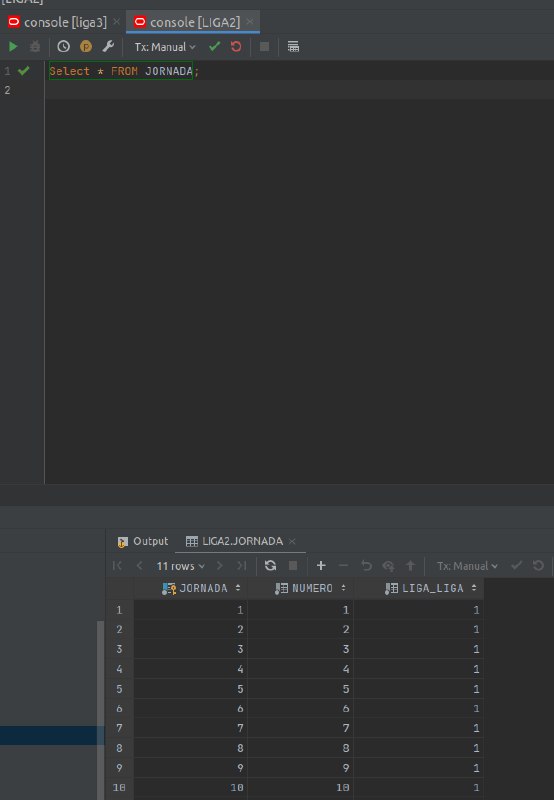 [LIGA2]
console [liga3] × console [LIGA2] ×
Tx: Manual
1 Select * FROM JORNADA;
2
Output LIGA2.JORNADA ×
11 rows Tx: Manual
JORNADA NUMERO LIGA_LIGA
1 1 1 1
2 2 2 1
3 3 3 1
4 4 4 1
5 5 5 1
6 6 6 1
7 7 7 1
8 8 8 1
9 9 9 1
10 10 10 1